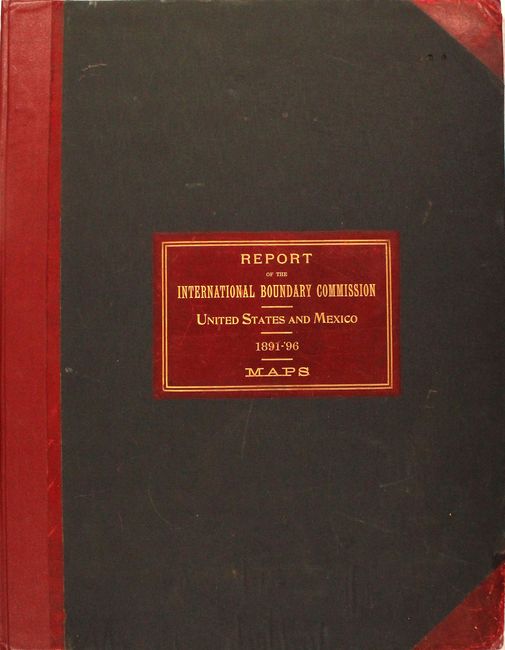 REPORT
OF THE
INTERNATIONAL BOUNDARY COMMISSION
UNITED STATES AND MEXICO
1891-'96
MAPS